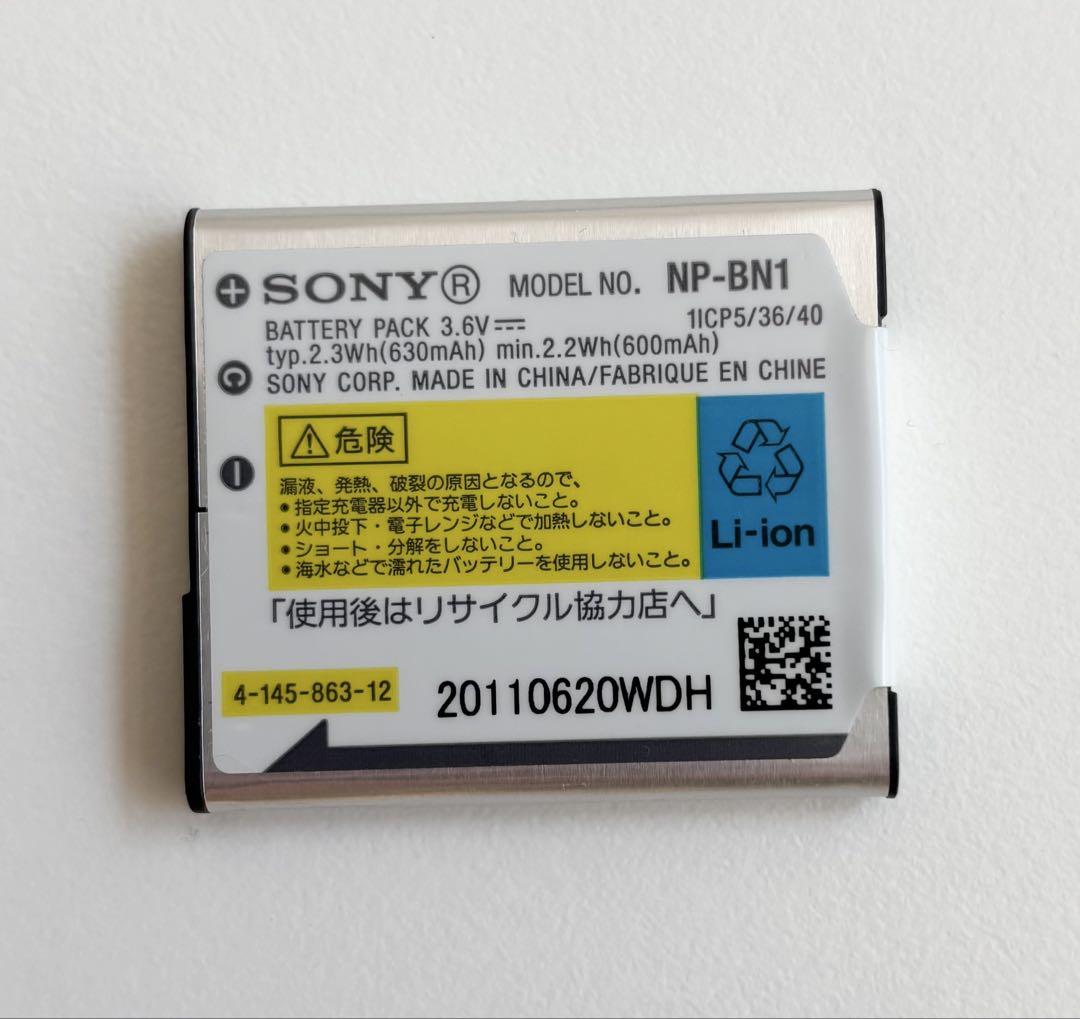 ⊕ SONY® MODEL NO. NP-BN1
BATTERY PACK 3.6V⎓ 1ICP5/36/40
typ.2.3Wh(630mAh) min.2.2Wh(600mAh)
C SONY CORP. MADE IN CHINA/FABRIQUE EN CHINE
⚠危険
漏液、発熱、破裂の原因となるので、
●指定充電器以外で充電しないこと。
●火中投下・電子レンジなどで加熱しないこと。
●ショート・分解をしないこと。
●海水などで濡れたバッテリーを使用しないこと。
Li-ion
「使用後はリサイクル協力店へ」
4-145-863-12
20110620WDH